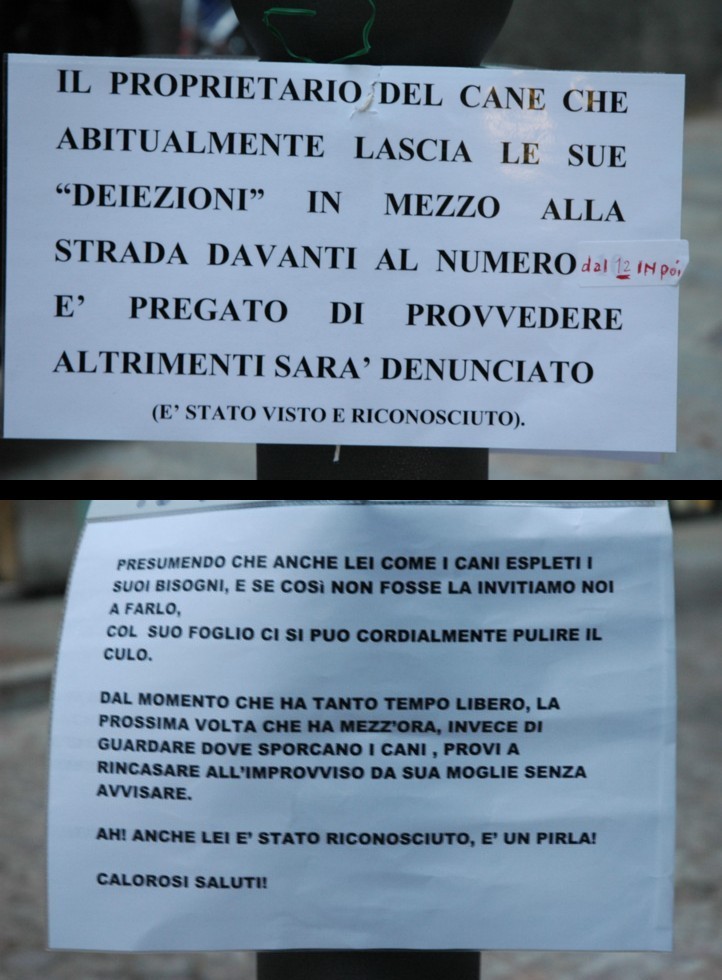 IL PROPRIETARIO DEL CANE CHE
ABITUALMENTE LASCIA LE SUE
“DEIEZIONI” IN MEZZO ALLA
STRADA DAVANTI AL NUMERO dal 12 IN poi,
E’ PREGATO DI PROVVEDERE
ALTRIMENTI SARA’ DENUNCIATO
(E’ STATO VISTO E RICONOSCIUTO).
PRESUMENDO CHE ANCHE LEI COME I CANI ESPLETI I
SUOI BISOGNI, E SE COSì NON FOSSE LA INVITIAMO NOI
A FARLO,
COL SUO FOGLIO CI SI PUO CORDIALMENTE PULIRE IL
CULO.
DAL MOMENTO CHE HA TANTO TEMPO LIBERO, LA
PROSSIMA VOLTA CHE HA MEZZ’ORA, INVECE DI
GUARDARE DOVE SPORCANO I CANI , PROVI A
RINCASARE ALL’IMPROVVISO DA SUA MOGLIE SENZA
AVVISARE.
AH! ANCHE LEI E’ STATO RICONOSCIUTO, E’ UN PIRLA!
CALOROSI SALUTI!